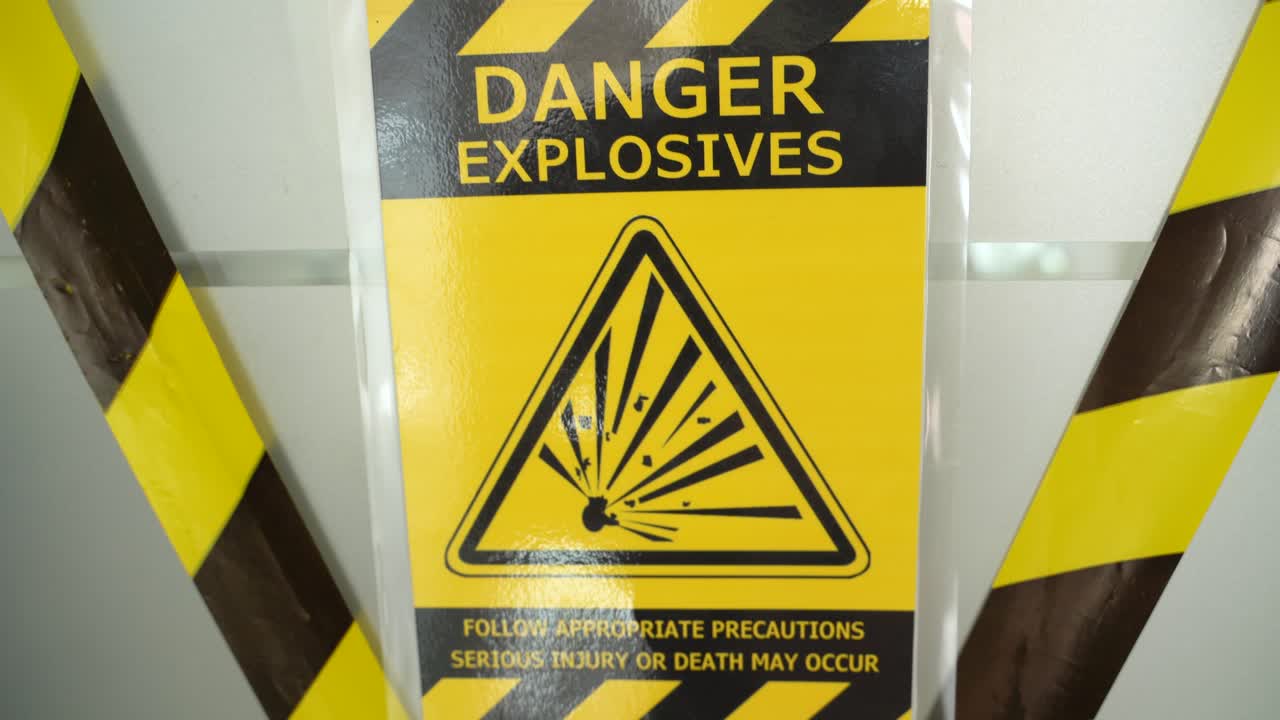 DANGER
EXPLOSIVES
FOLLOW APPROPRIATE PRECAUTIONS
SERIOUS INJURY OR DEATH MAY OCCUR